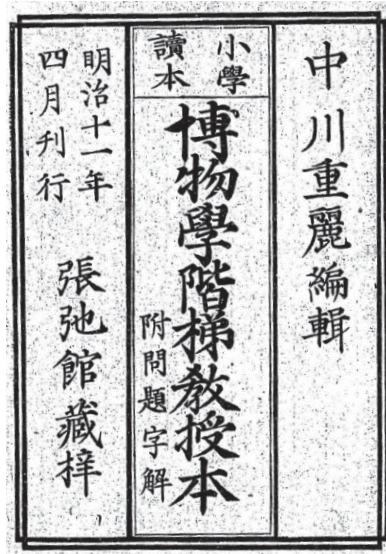 中川重麗編輯
小學
讀本
博物學階梯教授本
附問題字解
明治十一年
四月刊行
張弛館藏梓